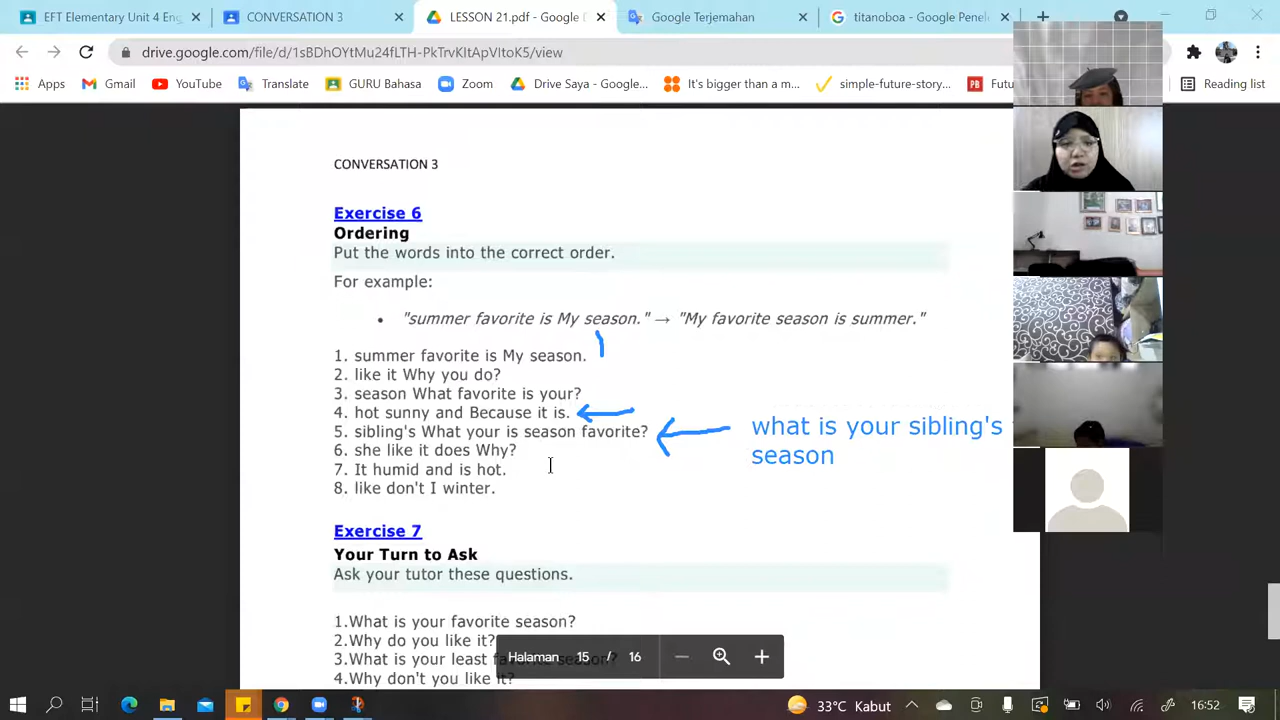 EFT Elementary Unit 4 Eng
CONVERSATION 3
LESSON 21.pdf - Google D
Google Terjemahan
titanoboa - Google Penel
drive.google.com/file/d/1sBDhOYtMu24fLTH-PkTrvKItApVItoK5/view
Apps
Gmail
YouTube
Translate
GURU Bahasa
Zoom
Drive Saya - Google...
It's bigger than a m...
simple-future-story...
Futu
Reading list
CONVERSATION 3
Exercise 6
Ordering
Put the words into the correct order.
For example:
• "summer favorite is My season." → "My favorite season is summer."
1. summer favorite is My season.
2. like it Why you do?
3. season What favorite is your?
4. hot sunny and Because it is.
5. sibling's What your is season favorite?
what is your sibling's
season
6. she like it does Why?
7. It humid and is hot.
8. like don't I winter.
Exercise 7
Your Turn to Ask
Ask your tutor these questions.
1.What is your favorite season?
2.Why do you like it?
3.What is your least favorite season?
4.Why don't you like it?
Halaman 15 / 16
33°C Kabut
16:52